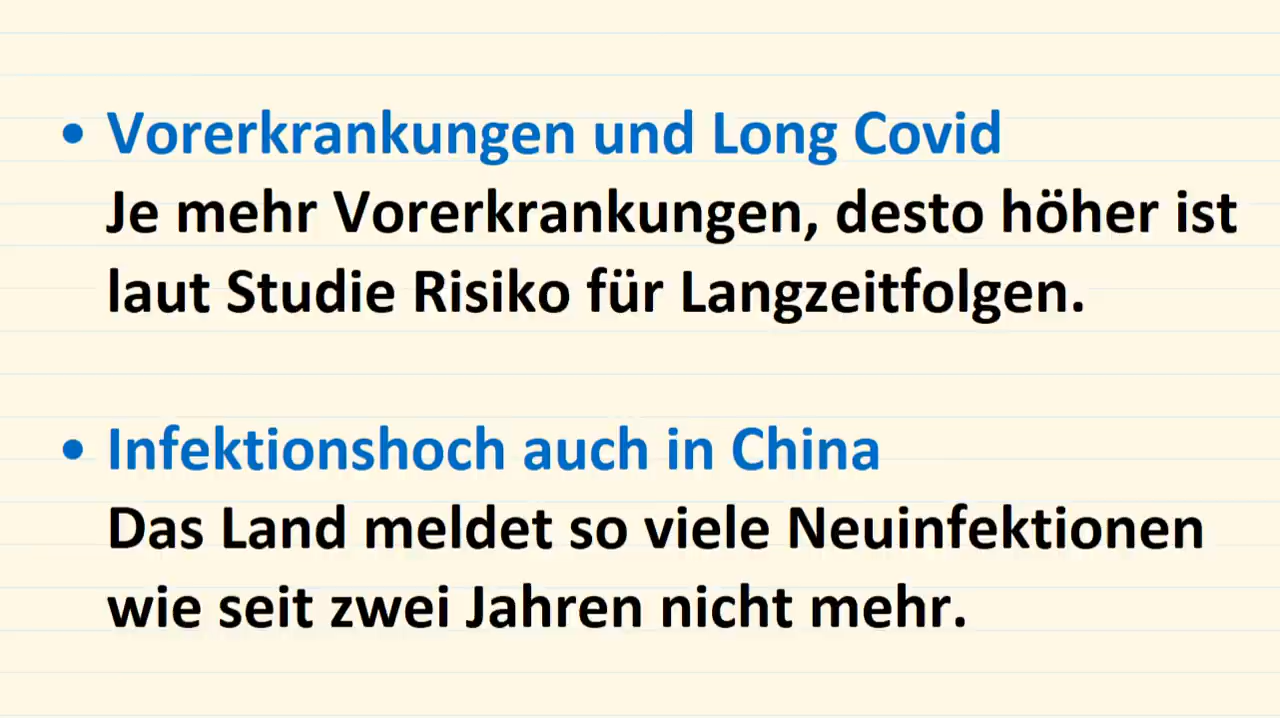 • Vorerkrankungen und Long Covid
Je mehr Vorerkrankungen, desto höher ist
laut Studie Risiko für Langzeitfolgen.
• Infektionshoch auch in China
Das Land meldet so viele Neuinfektionen
wie seit zwei Jahren nicht mehr.